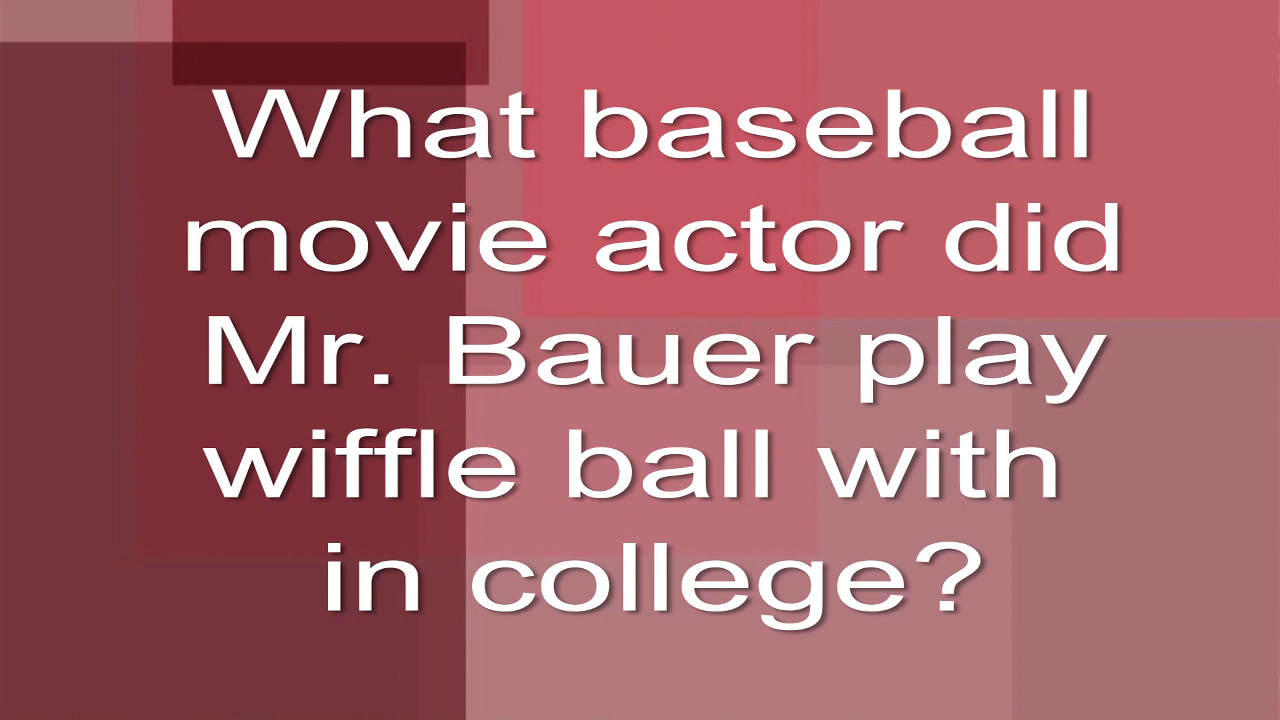 What baseball
movie actor did
Mr. Bauer play
wiffle ball with
in college?